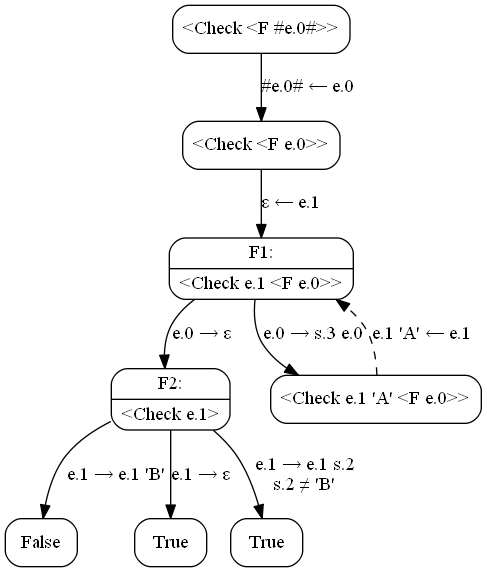 <Check <F #e.0#>>
#e.0# ← e.0
<Check <F e.0>>
ε ← e.1
F1:
<Check e.1 <F e.0>>
e.0 → ε
e.0 → s.3 e.0
e.1 'A' ← e.1
F2:
<Check e.1>
<Check e.1 'A' <F e.0>>
e.1 → e.1 'B'
e.1 → ε
e.1 → e.1 s.2
s.2 ≠ 'B'
False
True
True